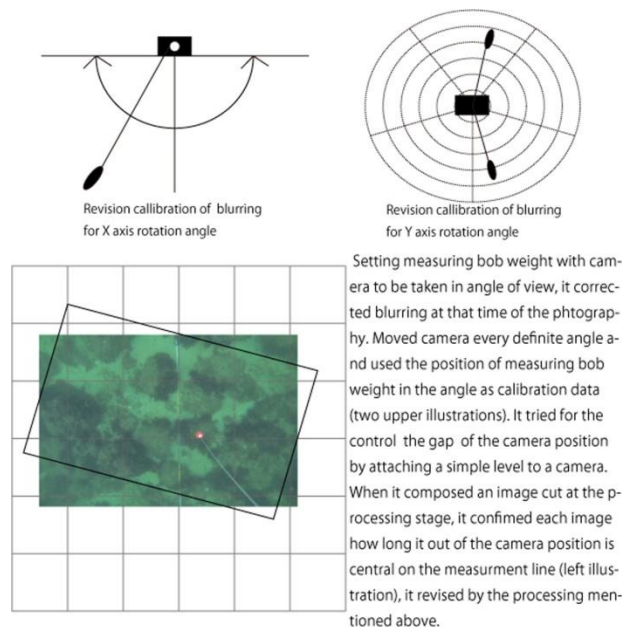 Revision callibration of blurring
for X axis rotation angle
Revision callibration of blurring
for Y axis rotation angle
Setting measuring bob weight with cam-
era to be taken in angle of view, it correc-
ted blurring at that time of the phtograp-
hy. Moved camera every definite angle a-
nd used the position of measuring bob
weight in the angle as calibration data
(two upper illustrations). It tried for the
control the gap of the camera position
by attaching a simple level to a camera.
When it composed an image cut at the p-
rocessing stage, it confimed each image
how long it out of the camera position is
central on the measurment line (left illus-
tration), it revised by the processing men-
tioned above.